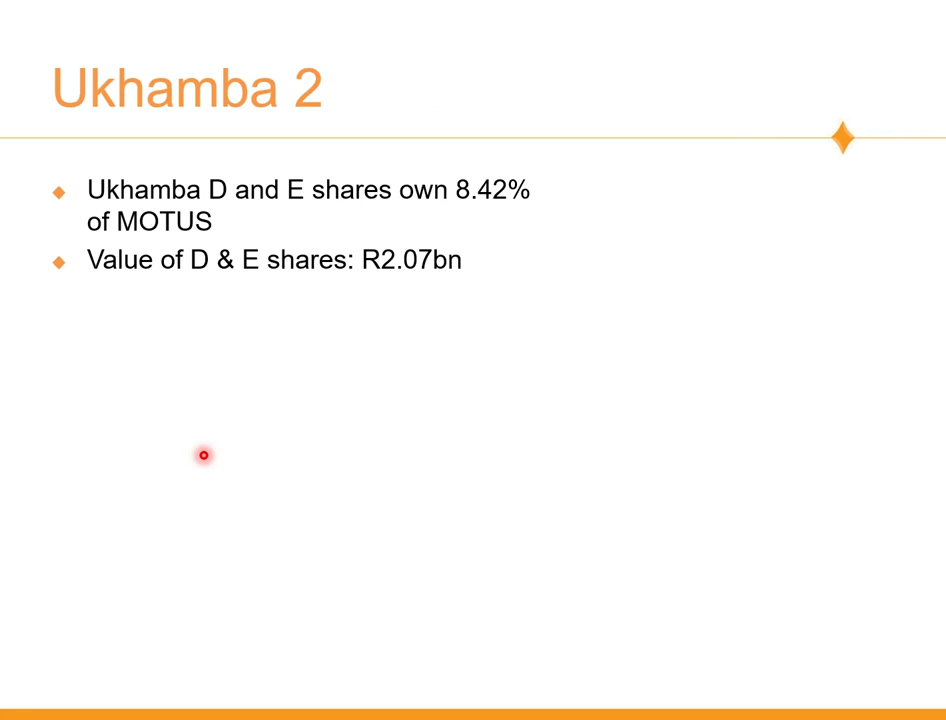 Ukhamba 2
Ukhamba D and E shares own 8.42%
of MOTUS
Value of D & E shares: R2.07bn